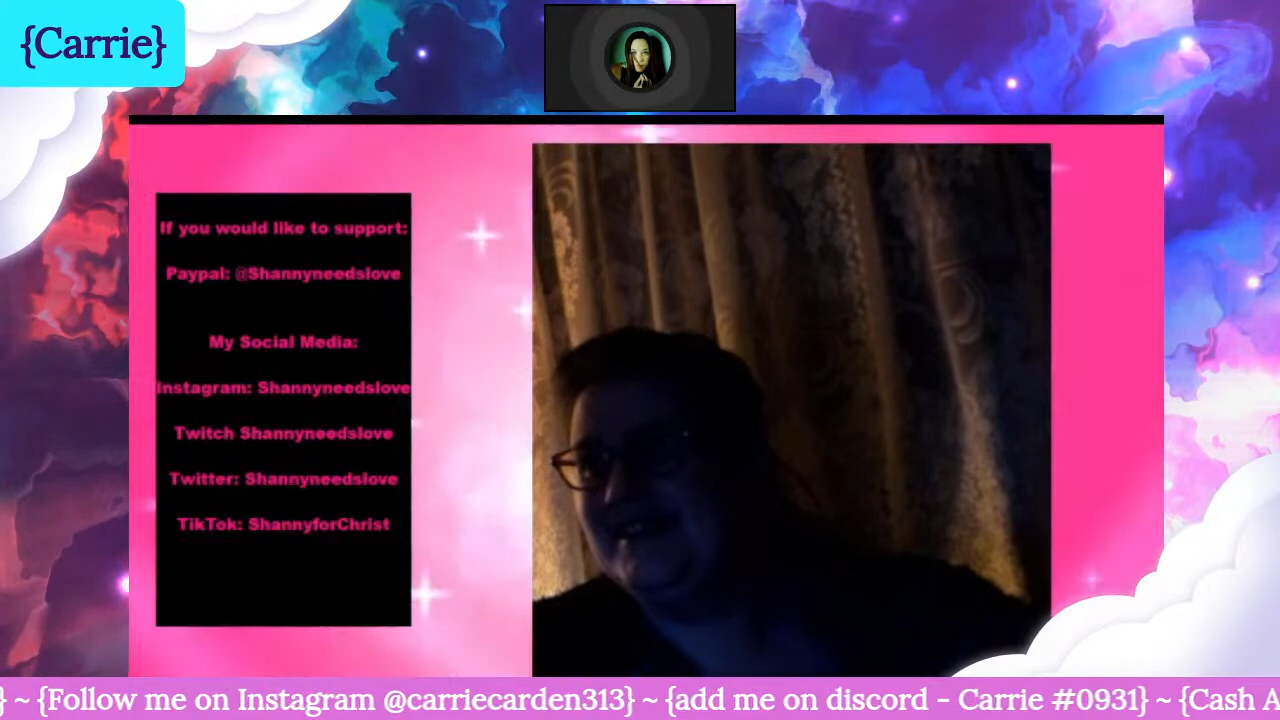 {Carrie}
If you would like to support:
Paypal: @Shannyneedslove
My Social Media:
Instagram: Shannyneedslove
Twitch Shannyneedslove
Twitter: Shannyneedslove
TikTok: ShannyforChrist
} ~ {Follow me on Instagram @carriecarden313} ~ {add me on discord - Carrie #0931} ~ {Cash A